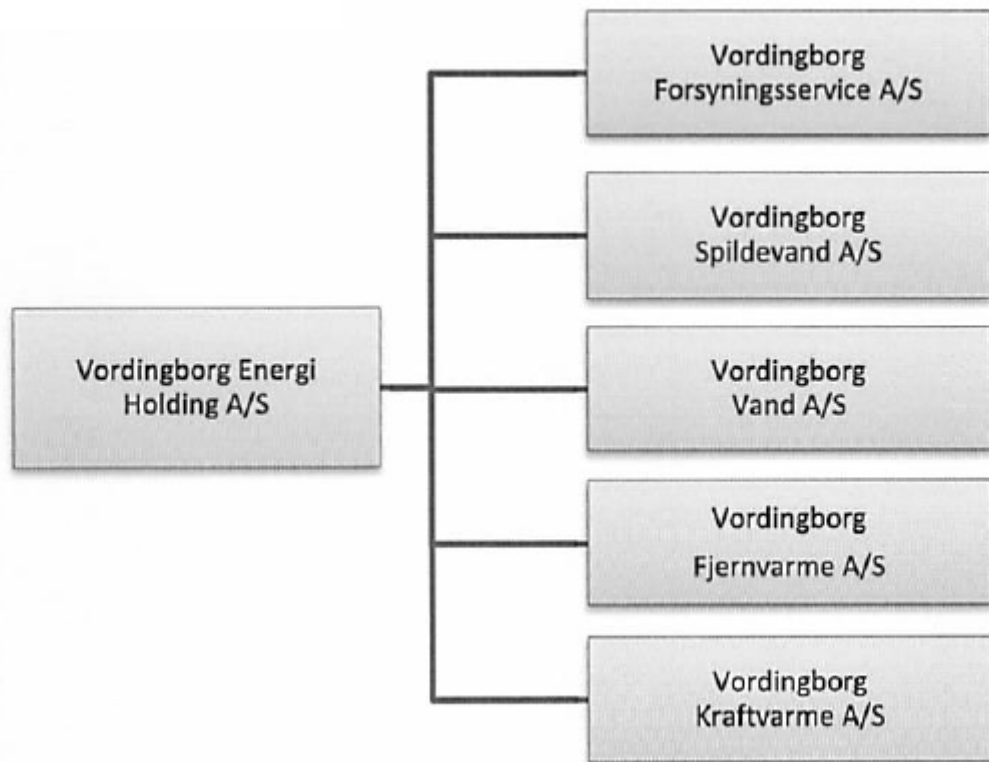 Vordingborg
Forsyningsservice A/S
Vordingborg
Spildevand A/S
Vordingborg Energi
Holding A/S
Vordingborg
Vand A/S
Vordingborg
Fjernvarme A/S
Vordingborg
Kraftvarme A/S